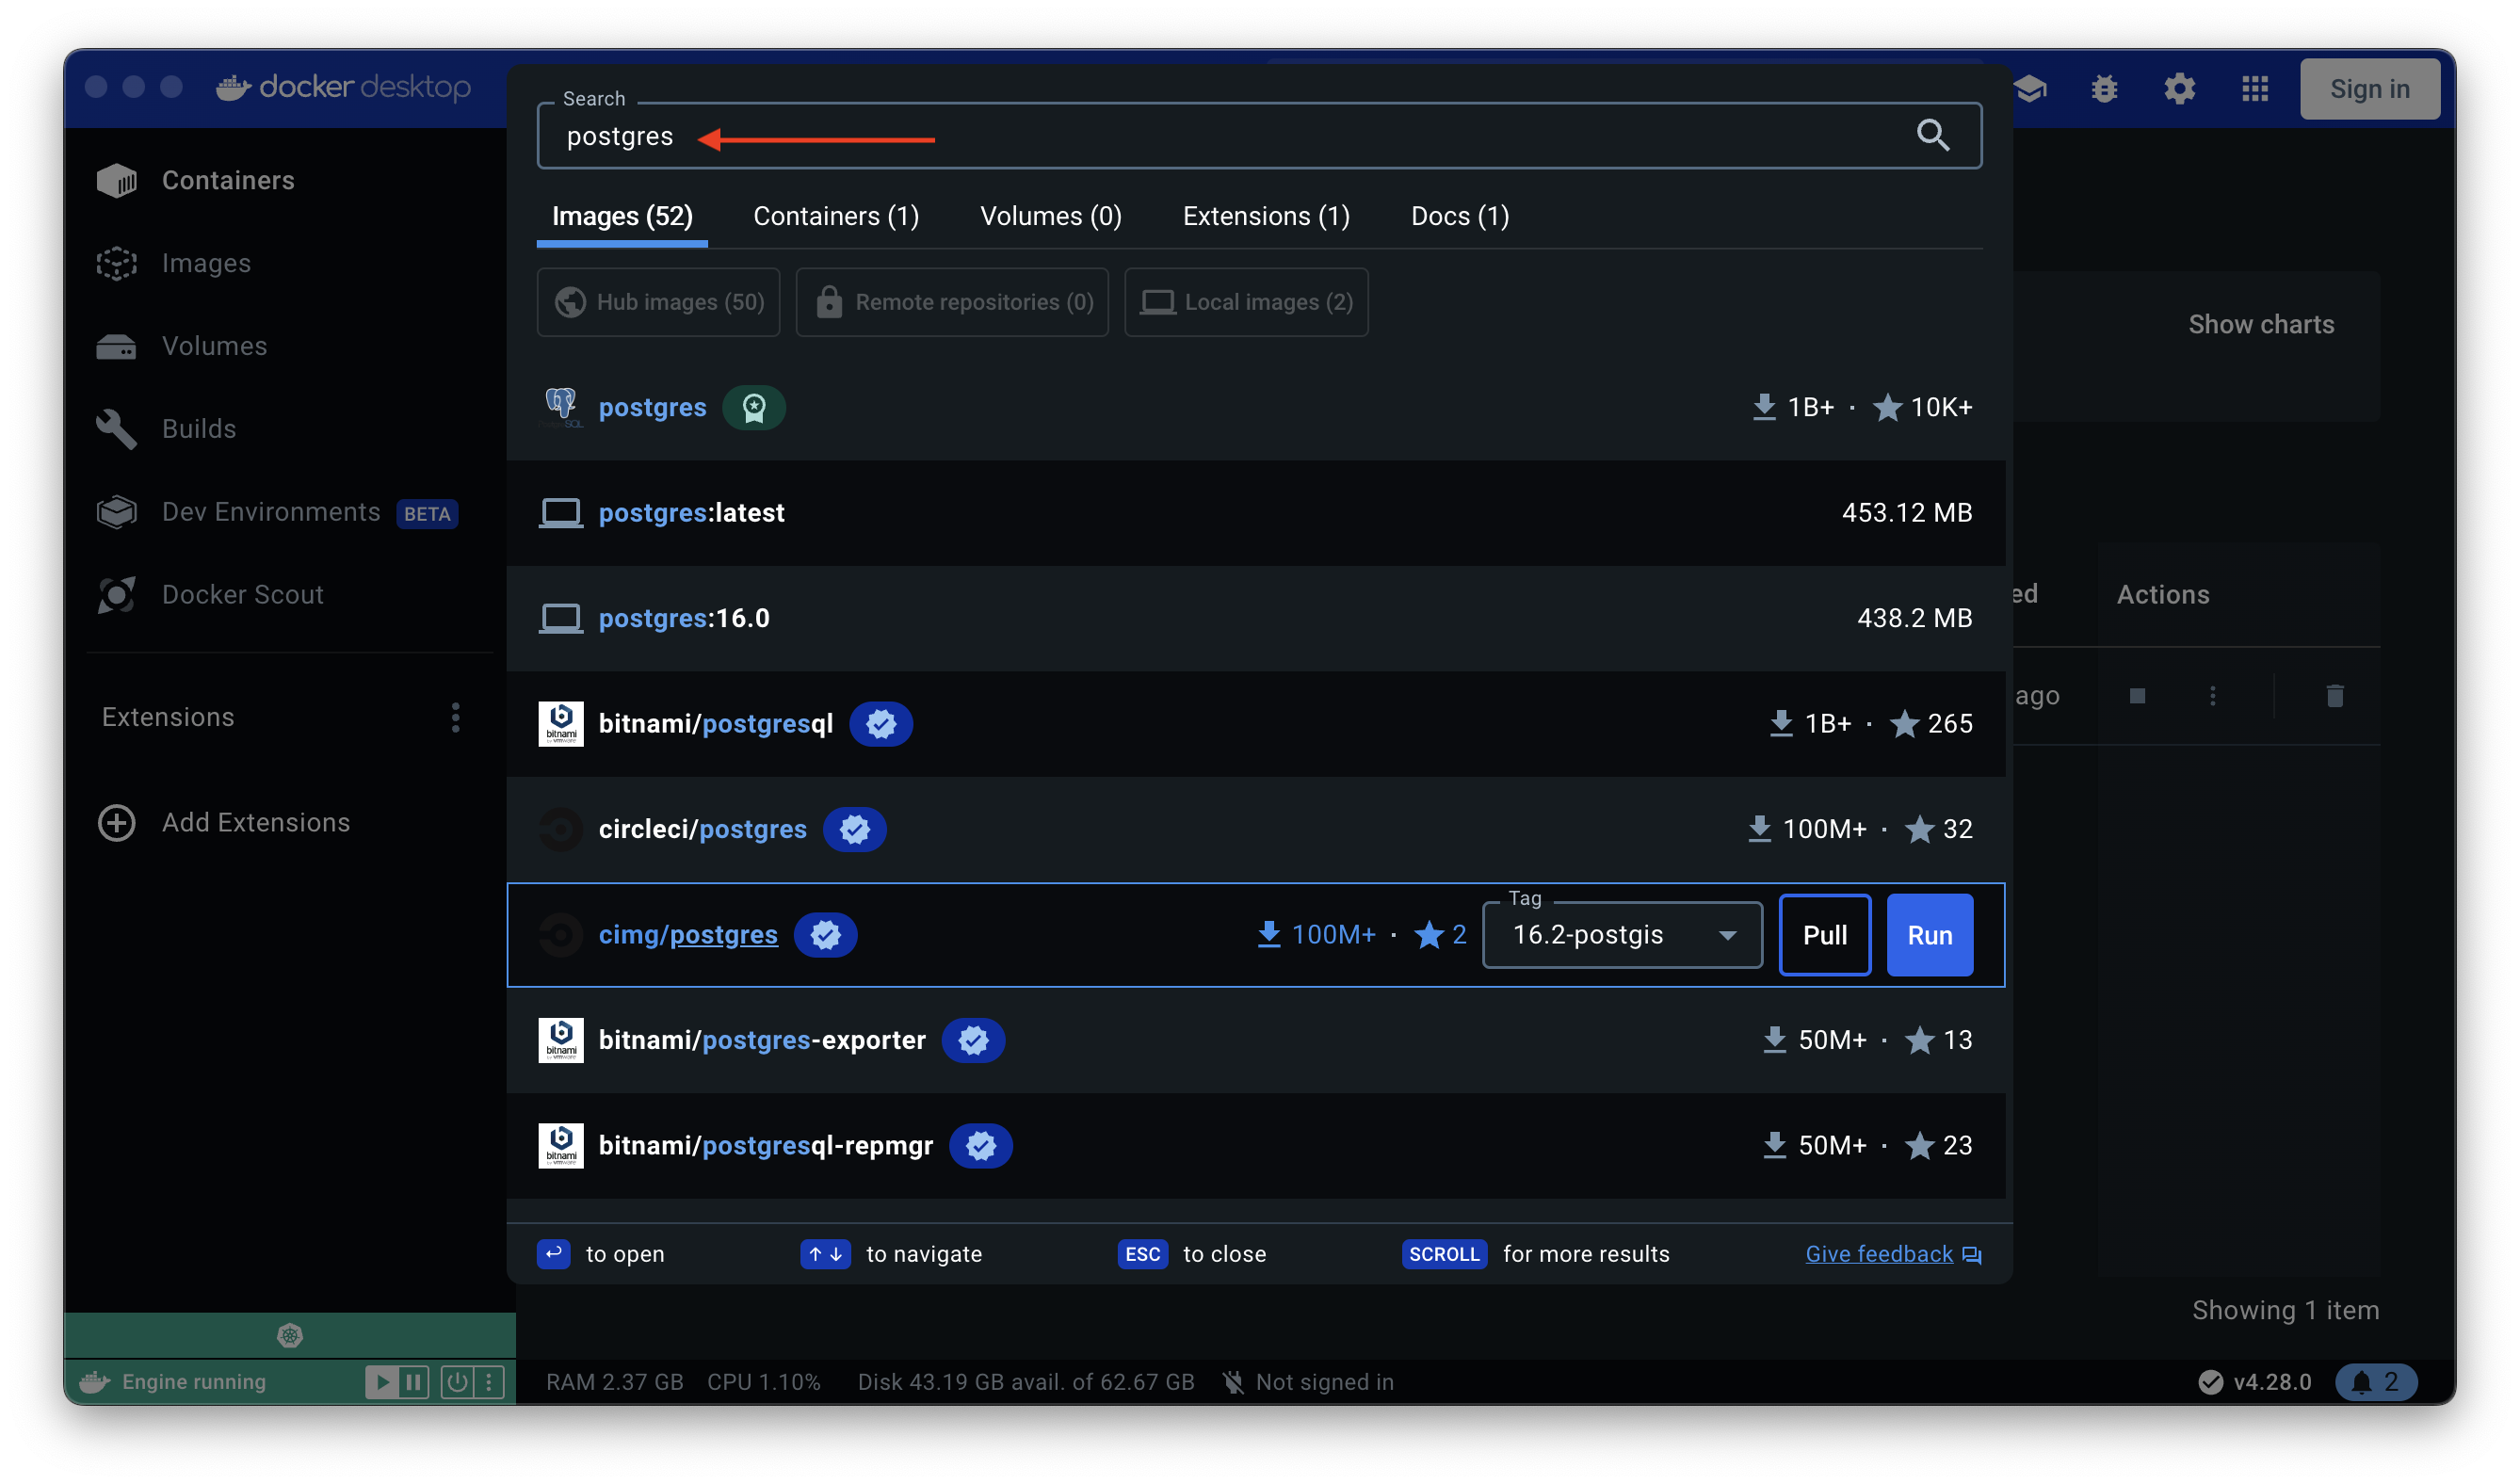 docker desktop
Sign in
Search
postgres
Images (52)
Containers (1)
Volumes (0)
Extensions (1)
Docs (1)
Hub images (50)
Remote repositories (0)
Local images (2)
Containers
Images
Volumes
Builds
Dev Environments BETA
Docker Scout
Extensions
Add Extensions
Show charts
ed
Actions
ago
postgres
1B+ · 10K+
postgres:latest
453.12 MB
postgres:16.0
438.2 MB
bitnami/postgresql
1B+ · 265
circleci/postgres
100M+ · 32
cimg/postgres
100M+ · 2
Tag
16.2-postgis
Pull
Run
bitnami/postgres-exporter
50M+ · 13
bitnami/postgresql-repmgr
50M+ · 23
to open
to navigate
ESC to close
SCROLL for more results
Give feedback
Showing 1 item
Engine running
RAM 2.37 GB CPU 1.10% Disk 43.19 GB avail. of 62.67 GB Not signed in
v4.28.0
2
bitnami
bitnami
bitnami